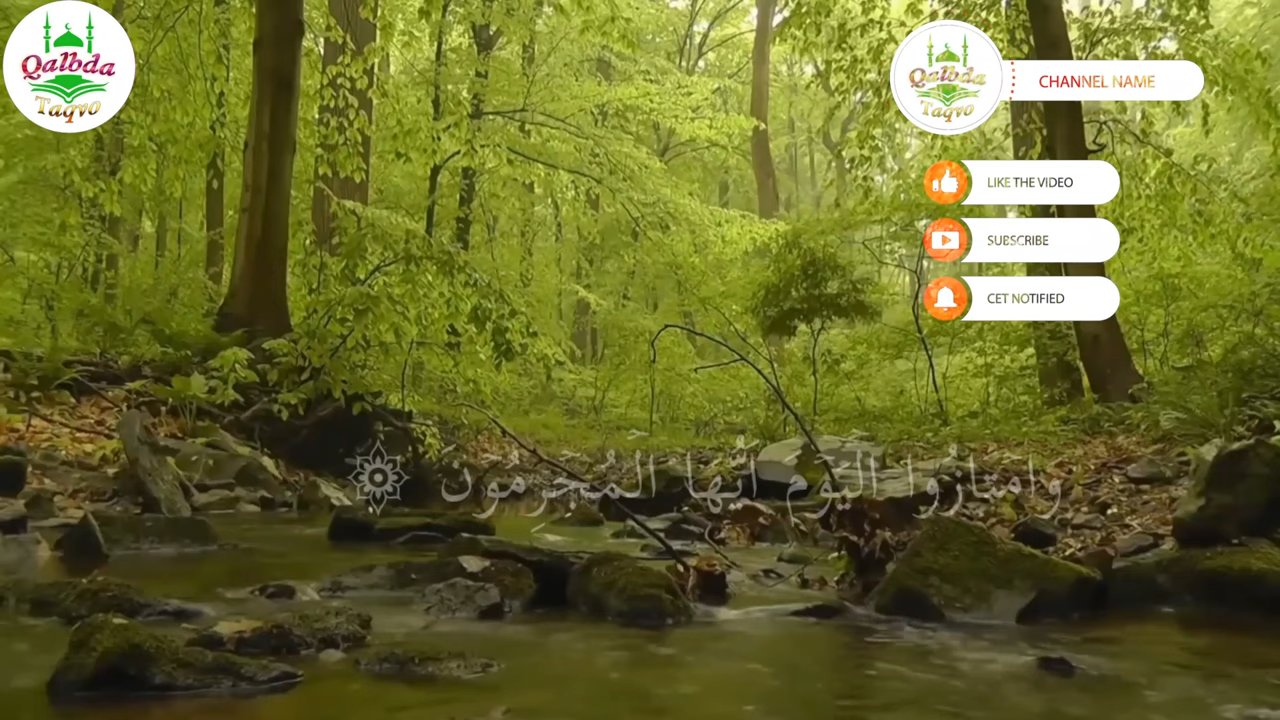 Qalbda
Taqvo
Qalbda
Taqvo
CHANNEL NAME
LIKE THE VIDEO
SUBSCRIBE
CET NOTIFIED
وَامْتَازُوا الْيَوْمَ أَيُّهَا الْمُجْرِمُونَ